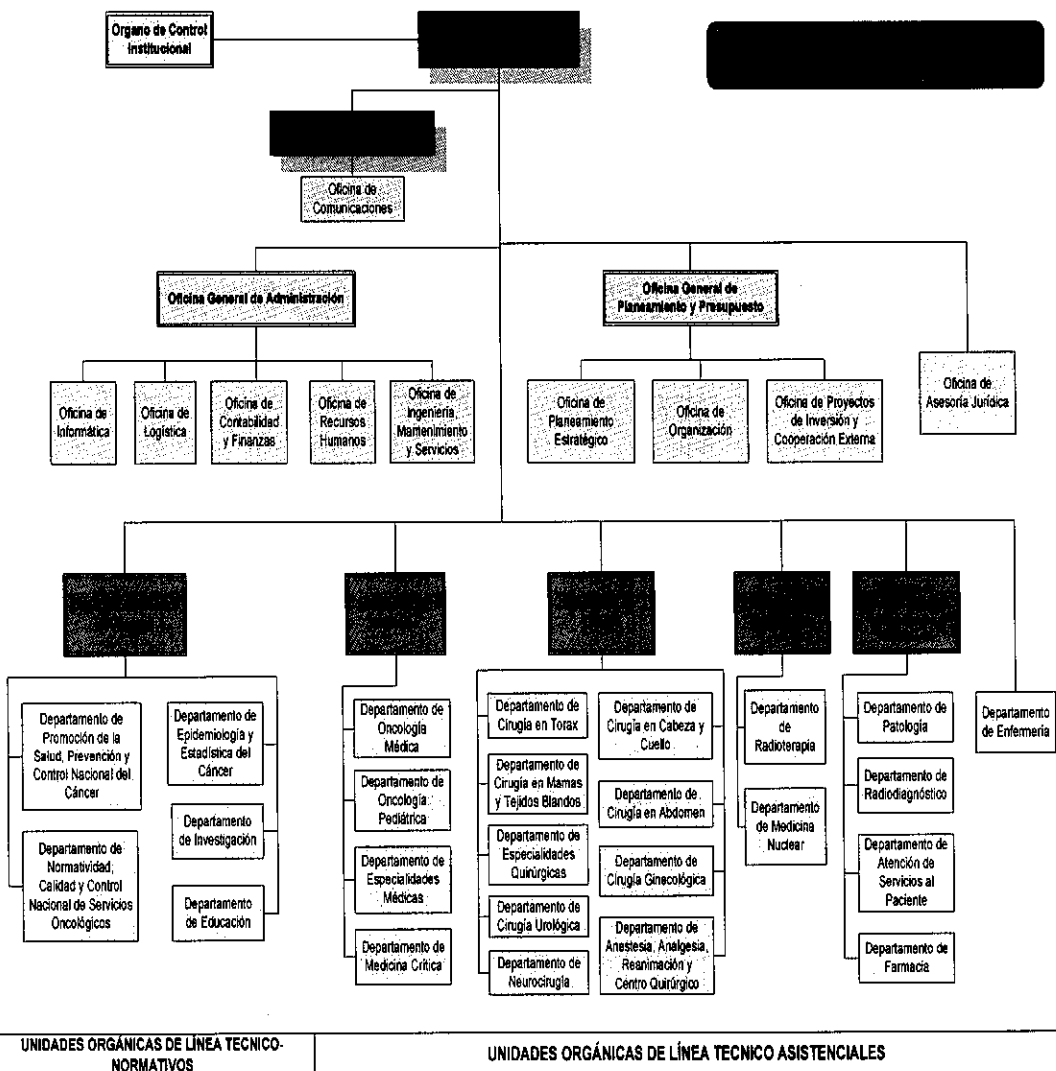 Organo de Control
Institucional
Oficina de
Comunicaciones
Oficina General de Administración
Oficina General de
Planeamiento y Presupuesto
Oficina de
Informática
Oficina de
Logística
Oficina de
Contabilidad
y Finanzas
Oficina de
Recursos
Humanos
Oficina de
Ingeniería,
Mantenimiento
y Servicios
Oficina de
Planeamiento
Estratégico
Oficina de
Organización
Oficina de Proyectos
de Inversión y
Cooperación Externa
Oficina de
Asesoría Jurídica
Departamento de
Promoción de la
Salud, Prevención y
Control Nacional del
Cáncer
Departamento de
Normatividad,
Calidad y Control
Nacional de Servicios
Oncológicos
Departamento de
Epidemiología y
Estadística del
Cáncer
Departamento
de Investigación
Departamento
de Educación
Departamento de
Oncología
Médica
Departamento de
Oncología
Pediátrica
Departamento de
Especialidades
Médicas
Departamento de
Medicina Crítica
Departamento de
Cirugía en Torax
Departamento de
Cirugía en Mamas
y Tejidos Blandos
Departamento de
Especialidades
Quirúrgicas
Departamento de
Cirugía Urológica
Departamento de
Neurocirugía
Departamento de
Cirugía en Cabeza y
Cuello
Departamento de
Cirugía en Abdomen
Departamento de
Cirugía Ginecológica
Departamento de
Anestesia, Analgesia,
Reanimación y
Centro Quirúrgico
Departamento
de
Radioterapia
Departamento
de Medicina
Nuclear
Departamento
de Patología
Departamento de
Radiodiagnóstico
Departamento de
Atención de
Servicios al
Paciente
Departamento de
Farmacia
Departamento
de Enfermería
UNIDADES ORGÁNICAS DE LÍNEA TECNICO-
NORMATIVOS
UNIDADES ORGÁNICAS DE LÍNEA TECNICO ASISTENCIALES